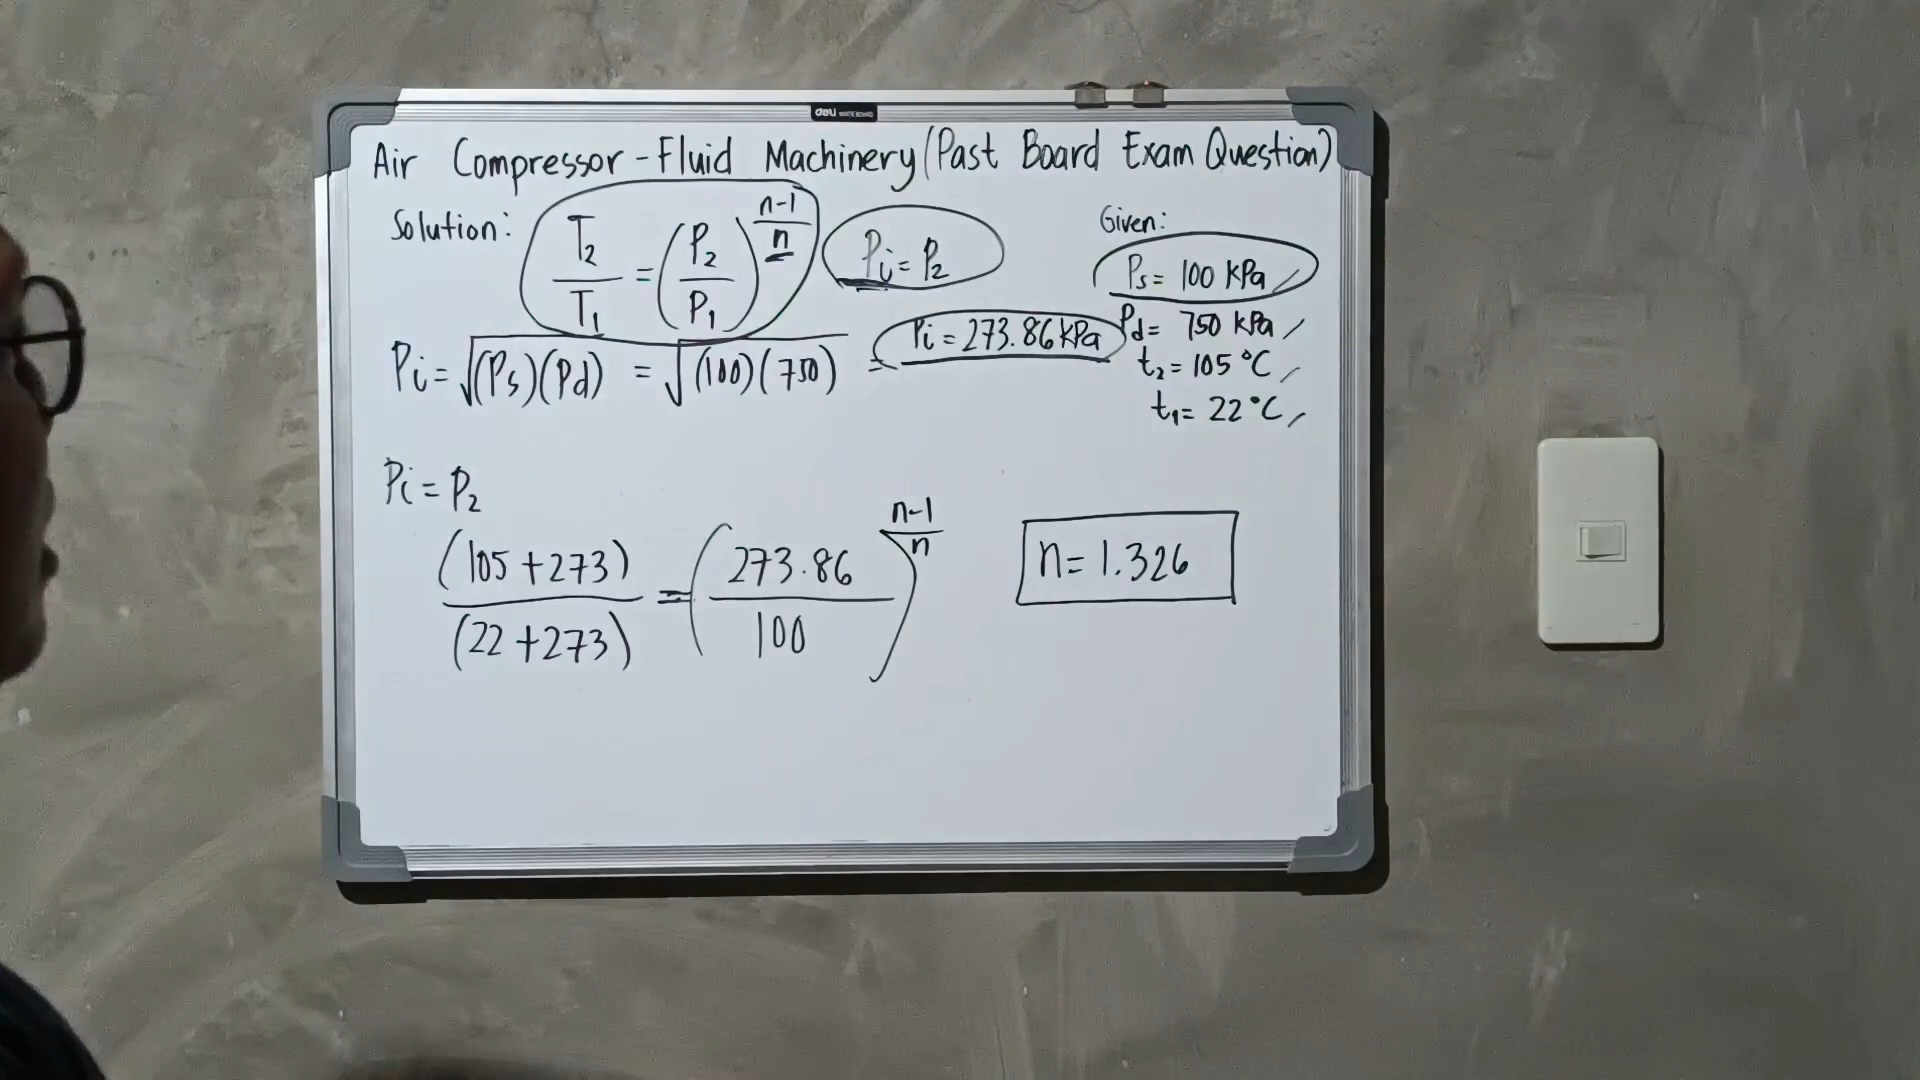 deli WHITE BOARD
Air Compressor - Fluid Machinery (Past Board Exam Question)
Solution: T₂/T₁ = (P₂/P₁)^((n-1)/n) Pi = P₂
Given:
Ps = 100 kPa
Pd = 750 kPa
t₂ = 105 °C
t₁ = 22 °C
Pi = √((Ps)(Pd)) = √((100)(750)) = Pi = 273.86 kPa
Pi = P₂
(105 + 273)/(22 + 273) = (273.86/100)^((n-1)/n)
n = 1.326